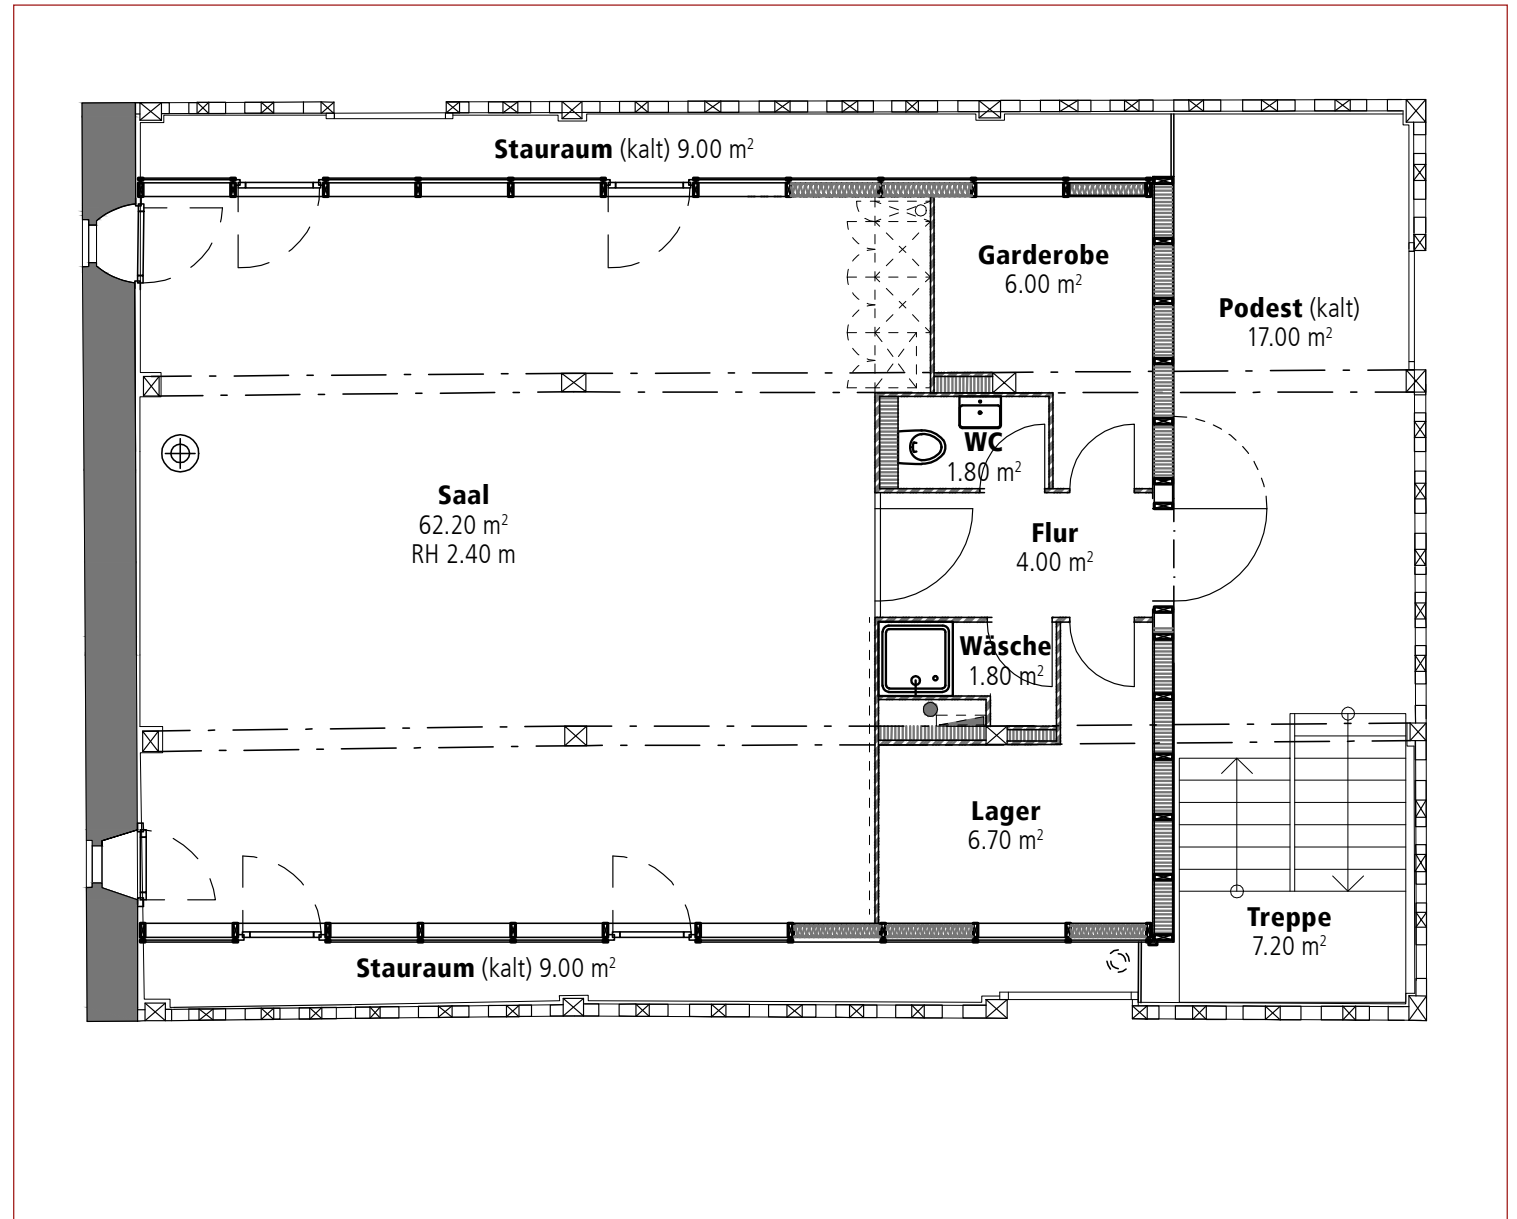 Stauraum (kalt) 9.00 m²
Garderobe
6.00 m²
Podest (kalt)
17.00 m²
WC
1.80 m²
Saal
62.20 m²
RH 2.40 m
Flur
4.00 m²
Wäsche
1.80 m²
Lager
6.70 m²
Treppe
7.20 m²
Stauraum (kalt) 9.00 m²